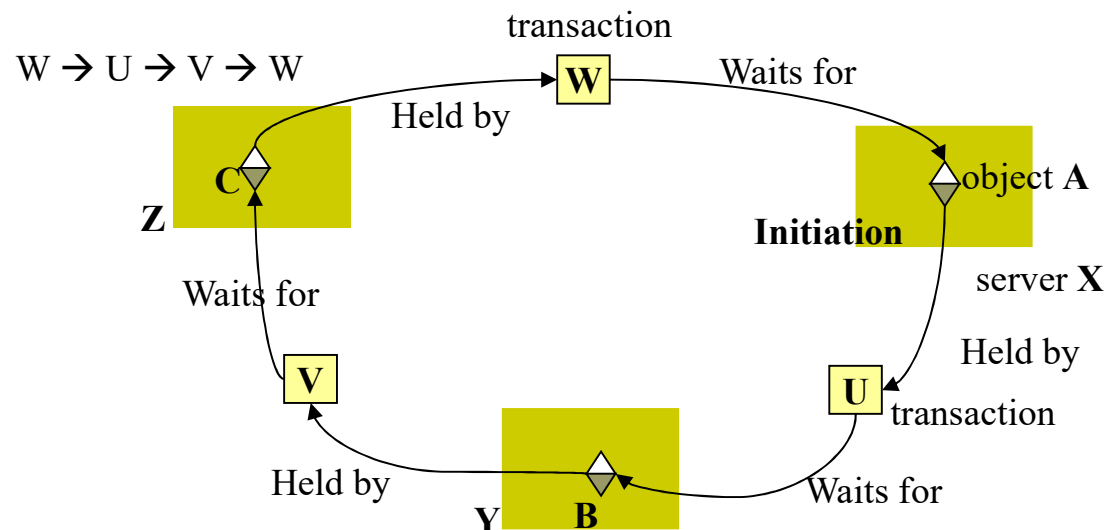 transaction
W → U → V → W
W
Waits for
Held by
C
object A
Z
Initiation
server X
Waits for
Held by
V
U
transaction
Held by
Waits for
Y
B